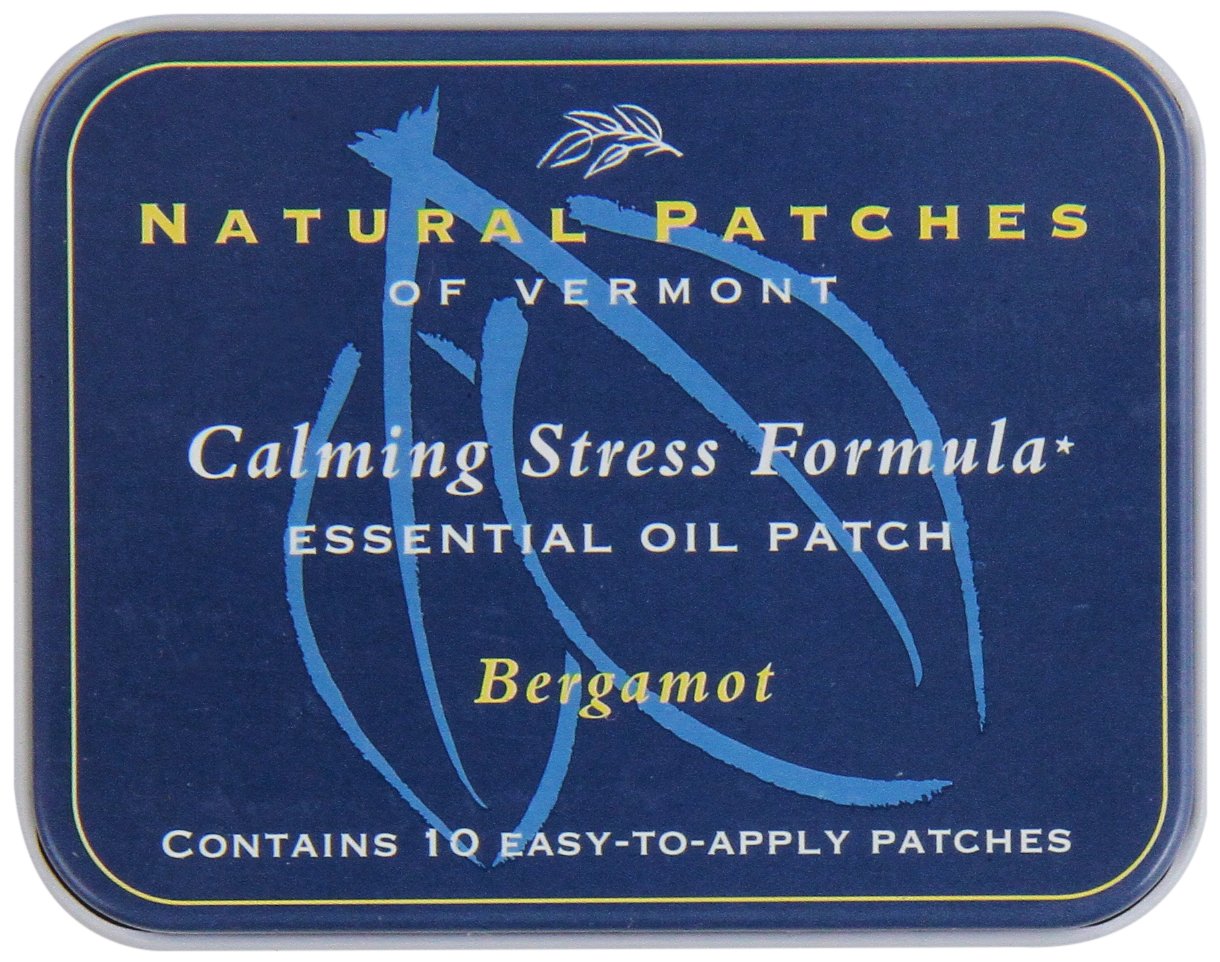 NATURAL PATCHES
OF VERMONT
Calming Stress Formula*
ESSENTIAL OIL PATCH
Bergamot
CONTAINS 10 EASY-TO-APPLY PATCHES